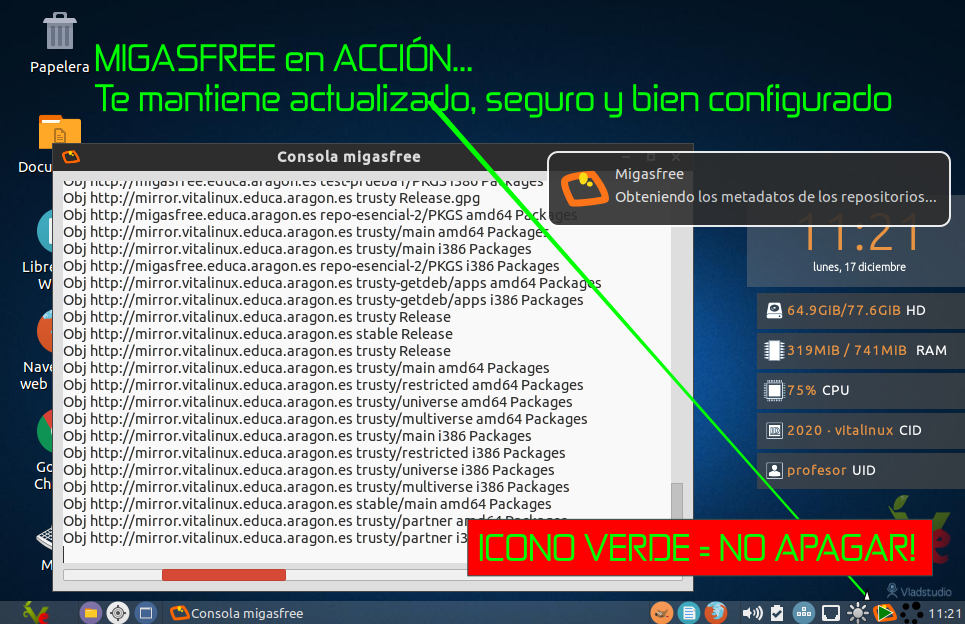 Papelera
MIGASFREE en ACCIÓN...
Te mantiene actualizado, seguro y bien configurado
Consola migasfree
Migasfree
Obteniendo los metadatos de los repositorios...
Obj http://migasfree.educa.aragon.es test-prueba1/PKGS i386 Packages
Obj http://mirror.vitalinux.educa.aragon.es trusty Release.gpg
Obj http://migasfree.educa.aragon.es repo-esencial-2/PKGS amd64 Packages
Obj http://mirror.vitalinux.educa.aragon.es trusty/main amd64 Packages
Obj http://mirror.vitalinux.educa.aragon.es trusty/main i386 Packages
Obj http://migasfree.educa.aragon.es repo-esencial-2/PKGS i386 Packages
Obj http://mirror.vitalinux.educa.aragon.es trusty-getdeb/apps amd64 Packages
Obj http://mirror.vitalinux.educa.aragon.es trusty-getdeb/apps i386 Packages
Obj http://mirror.vitalinux.educa.aragon.es trusty Release
Obj http://mirror.vitalinux.educa.aragon.es stable Release
Obj http://mirror.vitalinux.educa.aragon.es trusty Release
Obj http://mirror.vitalinux.educa.aragon.es trusty/main amd64 Packages
Obj http://mirror.vitalinux.educa.aragon.es trusty/restricted amd64 Packages
Obj http://mirror.vitalinux.educa.aragon.es trusty/universe amd64 Packages
Obj http://mirror.vitalinux.educa.aragon.es trusty/multiverse amd64 Packages
Obj http://mirror.vitalinux.educa.aragon.es trusty/main i386 Packages
Obj http://mirror.vitalinux.educa.aragon.es trusty/restricted i386 Packages
Obj http://mirror.vitalinux.educa.aragon.es trusty/universe i386 Packages
Obj http://mirror.vitalinux.educa.aragon.es trusty/multiverse i386 Packages
Obj http://mirror.vitalinux.educa.aragon.es stable/main amd64 Packages
Obj http://mirror.vitalinux.educa.aragon.es trusty/partner amd64 Packages
Obj http://mirror.vitalinux.educa.aragon.es trusty/partner i3
Docu
Libre
W
Nave
web
Go
Ch
M
11:21
lunes, 17 diciembre
64.9GIB/77.6GIB HD
319MIB / 741MIB RAM
75% CPU
2020 · vitalinux CID
profesor UID
ICONO VERDE = NO APAGAR!
Vladstudio
Consola migasfree
11:21